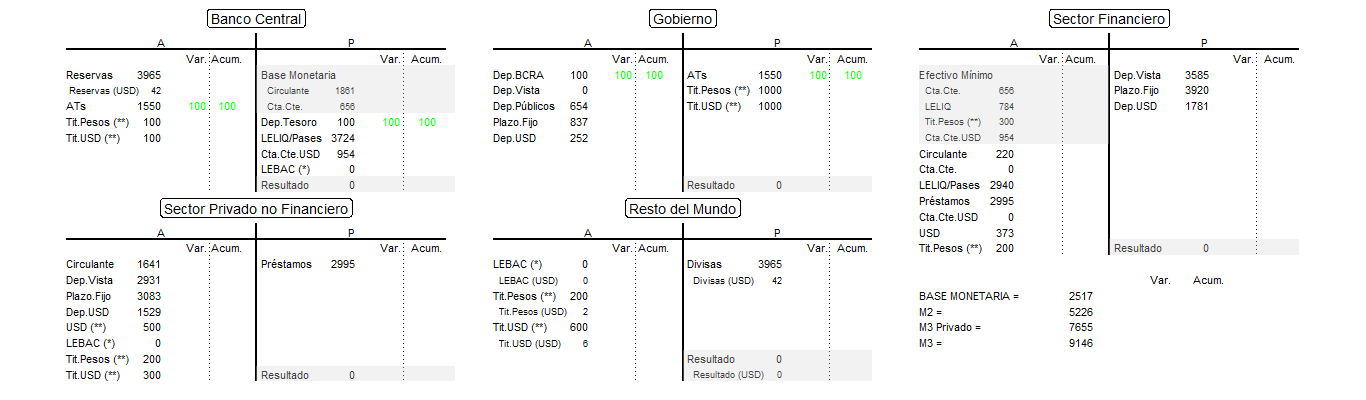 Banco Central
A P
Var. Acum. Var. Acum.
Reservas 3965 Base Monetaria
Reservas (USD) 42 Circulante 1861
ATs 1550 100 100 Cta.Cte. 656
Tit.Pesos (**) 100 Dep.Tesoro 100 100 100
Tit.USD (**) 100 LELIQ/Pases 3724
Cta.Cte.USD 954
LEBAC (*) 0
Resultado 0
Gobierno
A P
Var. Acum. Var. Acum.
Dep.BCRA 100 100 100 ATs 1550 100 100
Dep.Vista 0 Tit.Pesos (**) 1000
Dep.Públicos 654 Tit.USD (**) 1000
Plazo.Fijo 837
Dep.USD 252
Resultado 0
Sector Financiero
A P
Var. Acum. Var. Acum.
Efectivo Mínimo Dep.Vista 3585
Cta.Cte. 656 Plazo.Fijo 3920
LELIQ 784 Dep.USD 1781
Tit.Pesos (**) 300
Cta.Cte.USD 954
Circulante 220
Cta.Cte. 0
LELIQ/Pases 2940
Préstamos 2995
Cta.Cte.USD 0
USD 373
Tit.Pesos (**) 200 Resultado 0
Sector Privado no Financiero
A P
Var. Acum. Var. Acum.
Circulante 1641 Préstamos 2995
Dep.Vista 2931
Plazo.Fijo 3083
Dep.USD 1529
USD (**) 500
LEBAC (*) 0
Tit.Pesos (**) 200
Tit.USD (**) 300 Resultado 0
Resto del Mundo
A P
Var. Acum. Var. Acum.
LEBAC (*) 0 Divisas 3965
LEBAC (USD) 0 Divisas (USD) 42
Tit.Pesos (**) 200
Tit.Pesos (USD) 2
Tit.USD (**) 600
Tit.USD (USD) 6
Resultado 0
Resultado (USD) 0
Var. Acum.
BASE MONETARIA = 2517
M2 = 5226
M3 Privado = 7655
M3 = 9146